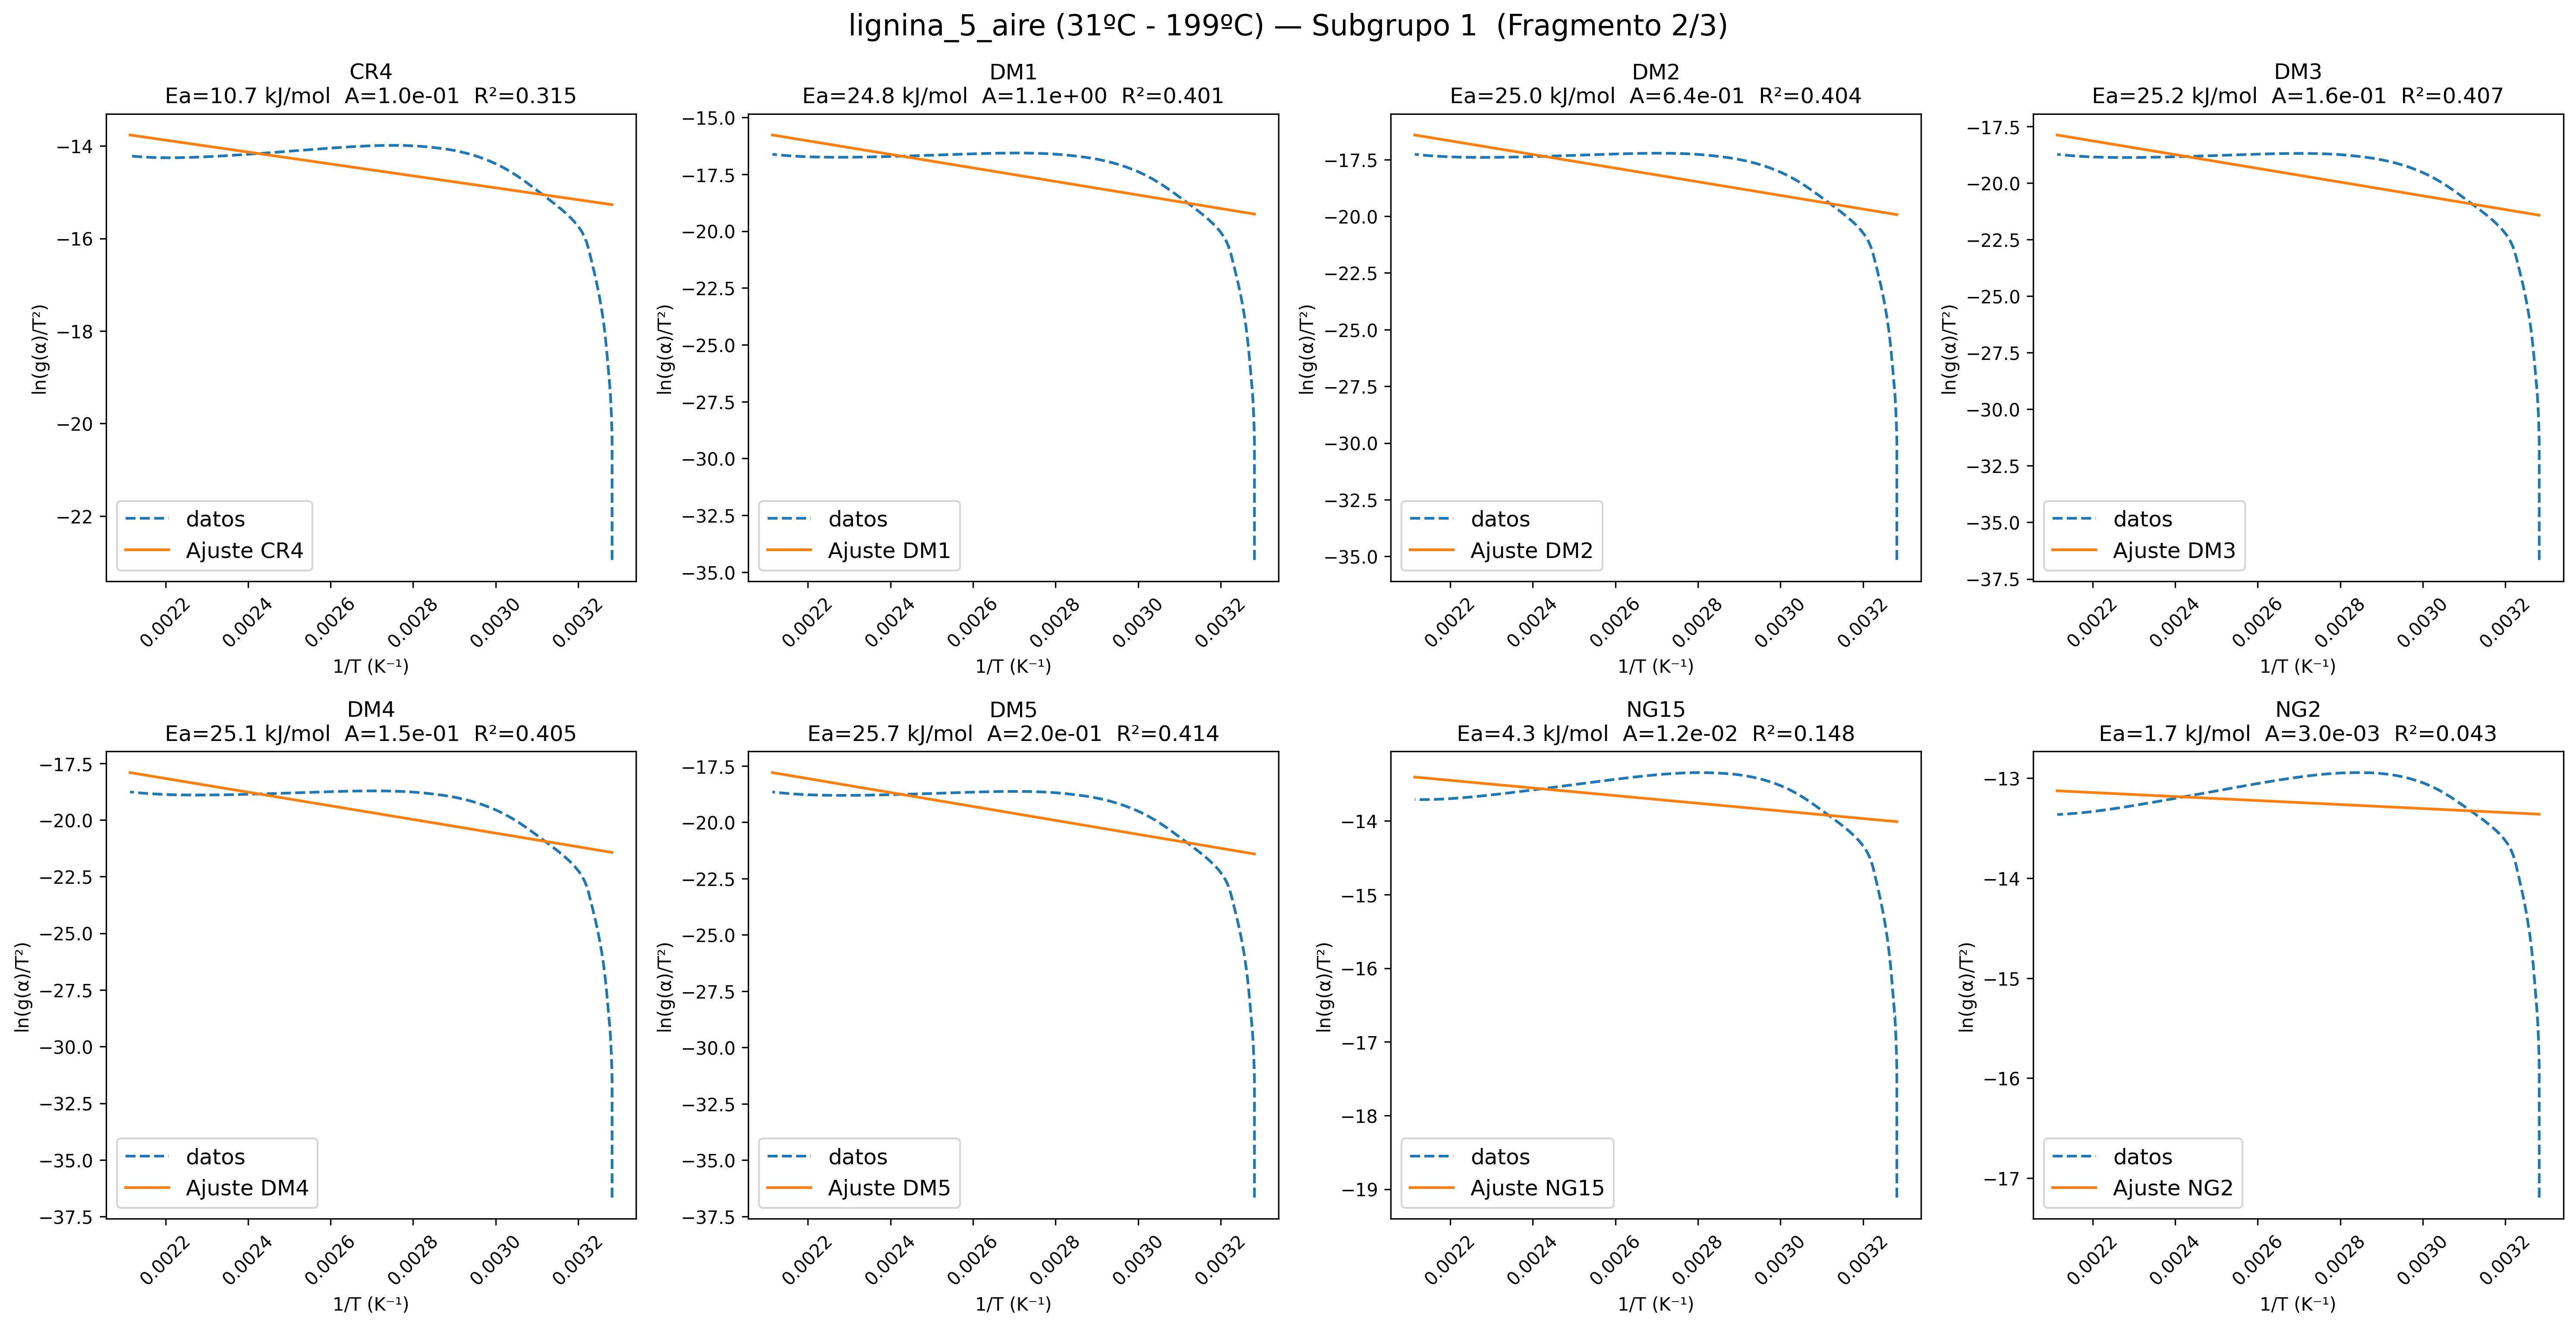 lignina_5_aire (31ºC - 199ºC) — Subgrupo 1  (Fragmento 2/3)
CR4
Ea=10.7 kJ/mol  A=1.0e-01  R²=0.315
ln(g(α)/T²)
−14
−16
−18
−20
−22
datos
Ajuste CR4
0.0022
0.0024
0.0026
0.0028
0.0030
0.0032
1/T (K⁻¹)
DM1
Ea=24.8 kJ/mol  A=1.1e+00  R²=0.401
ln(g(α)/T²)
−15.0
−17.5
−20.0
−22.5
−25.0
−27.5
−30.0
−32.5
−35.0
datos
Ajuste DM1
0.0022
0.0024
0.0026
0.0028
0.0030
0.0032
1/T (K⁻¹)
DM2
Ea=25.0 kJ/mol  A=6.4e-01  R²=0.404
ln(g(α)/T²)
−17.5
−20.0
−22.5
−25.0
−27.5
−30.0
−32.5
−35.0
datos
Ajuste DM2
0.0022
0.0024
0.0026
0.0028
0.0030
0.0032
1/T (K⁻¹)
DM3
Ea=25.2 kJ/mol  A=1.6e-01  R²=0.407
ln(g(α)/T²)
−17.5
−20.0
−22.5
−25.0
−27.5
−30.0
−32.5
−35.0
−37.5
datos
Ajuste DM3
0.0022
0.0024
0.0026
0.0028
0.0030
0.0032
1/T (K⁻¹)
DM4
Ea=25.1 kJ/mol  A=1.5e-01  R²=0.405
ln(g(α)/T²)
−17.5
−20.0
−22.5
−25.0
−27.5
−30.0
−32.5
−35.0
−37.5
datos
Ajuste DM4
0.0022
0.0024
0.0026
0.0028
0.0030
0.0032
1/T (K⁻¹)
DM5
Ea=25.7 kJ/mol  A=2.0e-01  R²=0.414
ln(g(α)/T²)
−17.5
−20.0
−22.5
−25.0
−27.5
−30.0
−32.5
−35.0
−37.5
datos
Ajuste DM5
0.0022
0.0024
0.0026
0.0028
0.0030
0.0032
1/T (K⁻¹)
NG15
Ea=4.3 kJ/mol  A=1.2e-02  R²=0.148
ln(g(α)/T²)
−14
−15
−16
−17
−18
−19
datos
Ajuste NG15
0.0022
0.0024
0.0026
0.0028
0.0030
0.0032
1/T (K⁻¹)
NG2
Ea=1.7 kJ/mol  A=3.0e-03  R²=0.043
ln(g(α)/T²)
−13
−14
−15
−16
−17
datos
Ajuste NG2
0.0022
0.0024
0.0026
0.0028
0.0030
0.0032
1/T (K⁻¹)